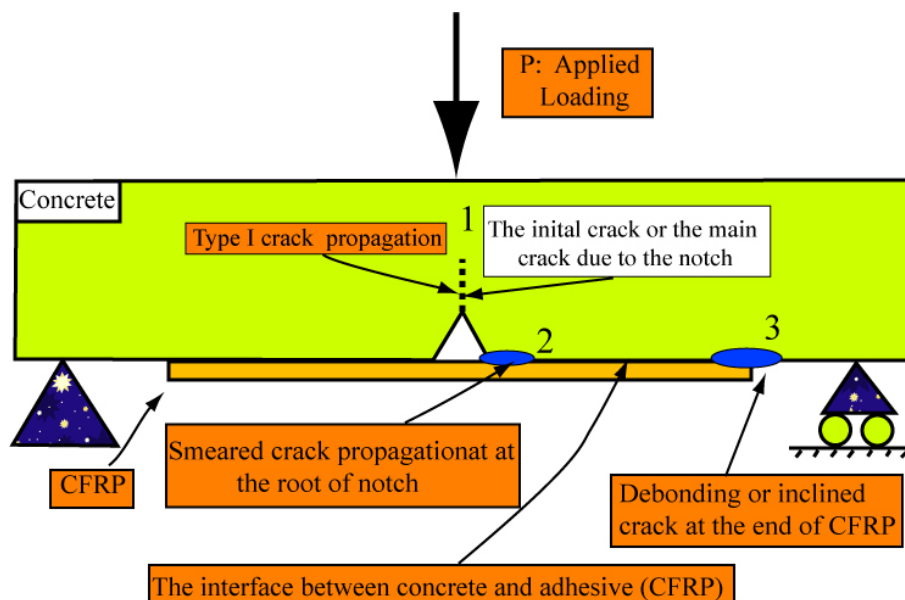 P: Applied
Loading
Concrete
1
Type I crack propagation
The inital crack or the main
crack due to the notch
2
3
Smeared crack propagationat at
the root of notch
CFRP
Debonding or inclined
crack at the end of CFRP
The interface between concrete and adhesive (CFRP)